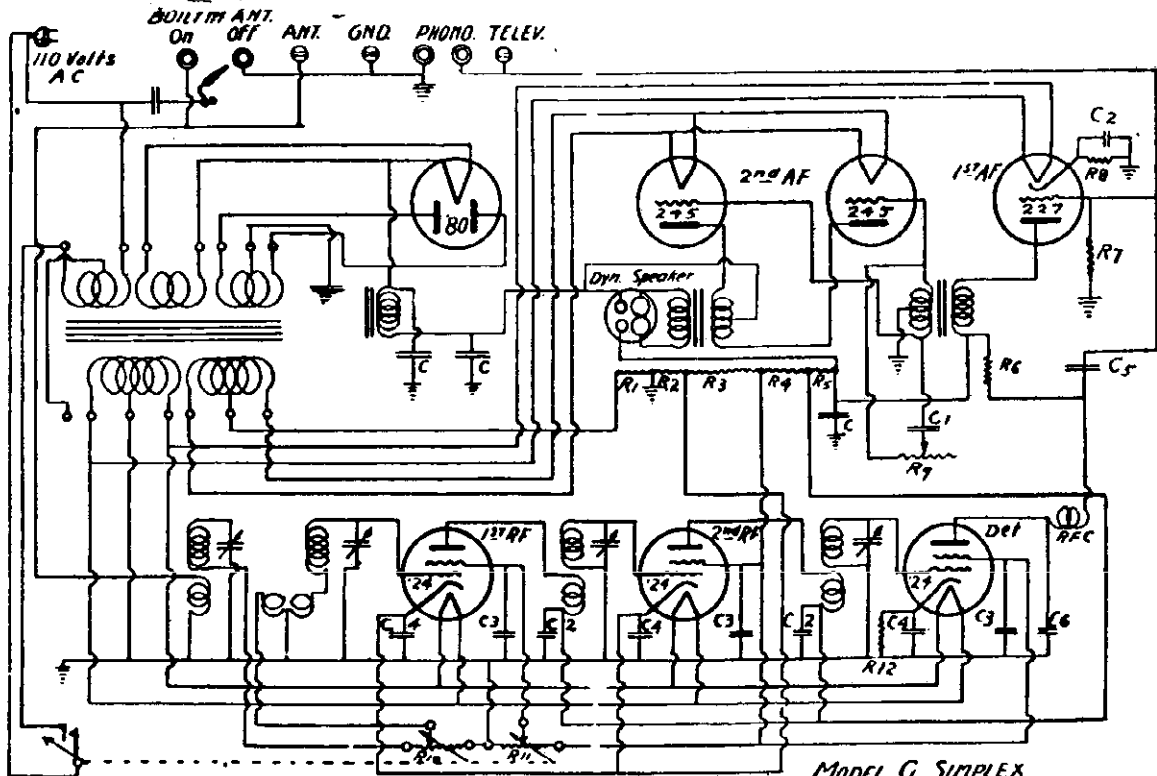 BUILT IN ANT.
On Off ANT. GND. PHONO. TELEV.
110 Volts
AC
C2
R8
1ST AF
2nd AF
'80
245
245
227
R7
Dyn. Speaker
C C
R1 R2 R3 R4 R5
C
C1
R9
R6
C5
1ST RF
2nd RF
Det
RFC
'24
'24
'24
C4 C3 C2 C4 C3 C2 C4 C3 C6
R12
R11
MODEL G SIMPLEX